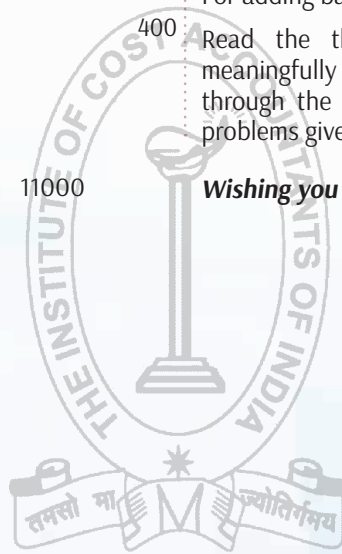 For adding ba
400
Read the th
meaningfully
through the
problems give
11000
Wishing you
THE INSTITUTE OF COST ACCOUNTANTS OF INDIA
तमसो मा ज्योतिर्गमय